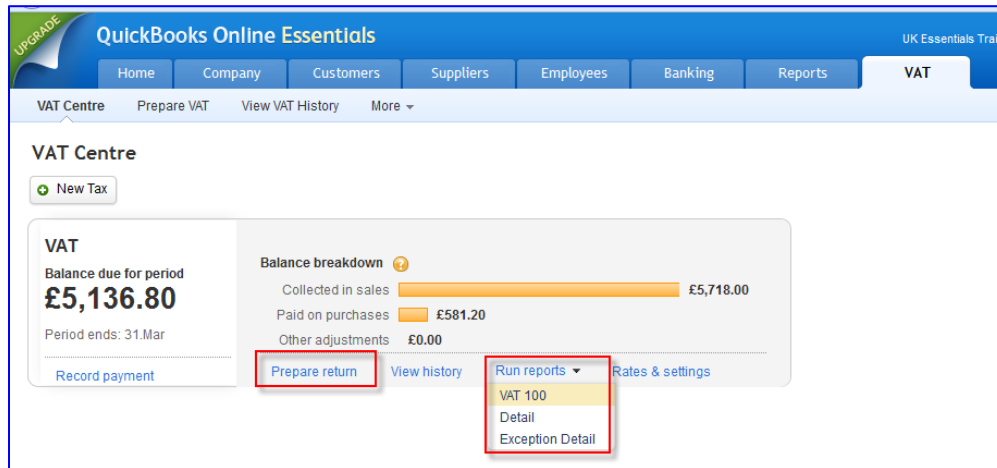 UPGRADE
QuickBooks Online Essentials
UK Essentials Trai
Home Company Customers Suppliers Employees Banking Reports VAT
VAT Centre Prepare VAT View VAT History More
VAT Centre
New Tax
VAT
Balance due for period
£5,136.80
Period ends: 31.Mar
Record payment
Balance breakdown ?
Collected in sales £5,718.00
Paid on purchases £581.20
Other adjustments £0.00
Prepare return View history Run reports Rates & settings
VAT 100
Detail
Exception Detail